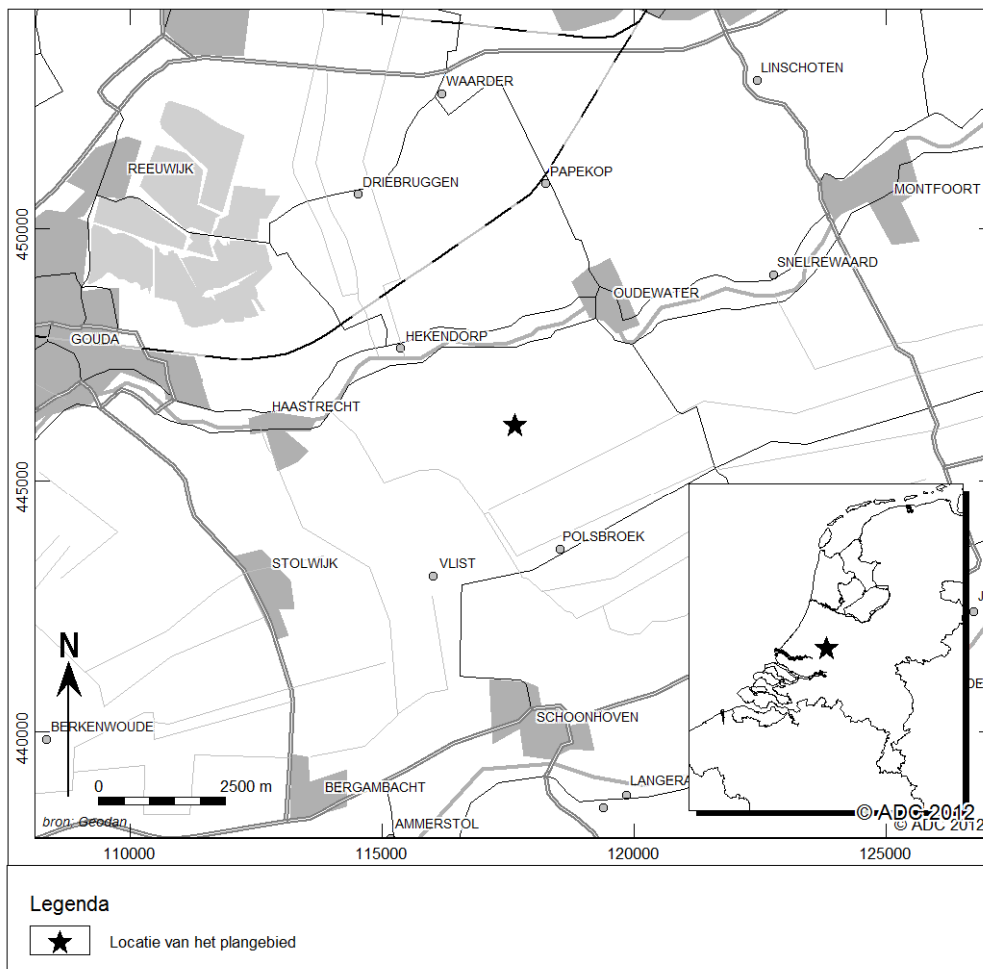 WAARDER
LINSCHOTEN
REEUWIJK
DRIEBRUGGEN
PAPEKOP
MONTFOORT
450000
SNELREWAARD
OUDEWATER
GOUDA
HEKENDORP
HAASTRECHT
445000
POLSBROEK
STOLWIJK
VLIST
J
N
DE
SCHOONHOVEN
BERKENWOUDE
440000
LANGERA
BERGAMBACHT
0 2500 m
bron: Geodan
AMMERSTOL
© ADC 2012
© ADC 2012
110000 115000 120000 125000
Legenda
Locatie van het plangebied